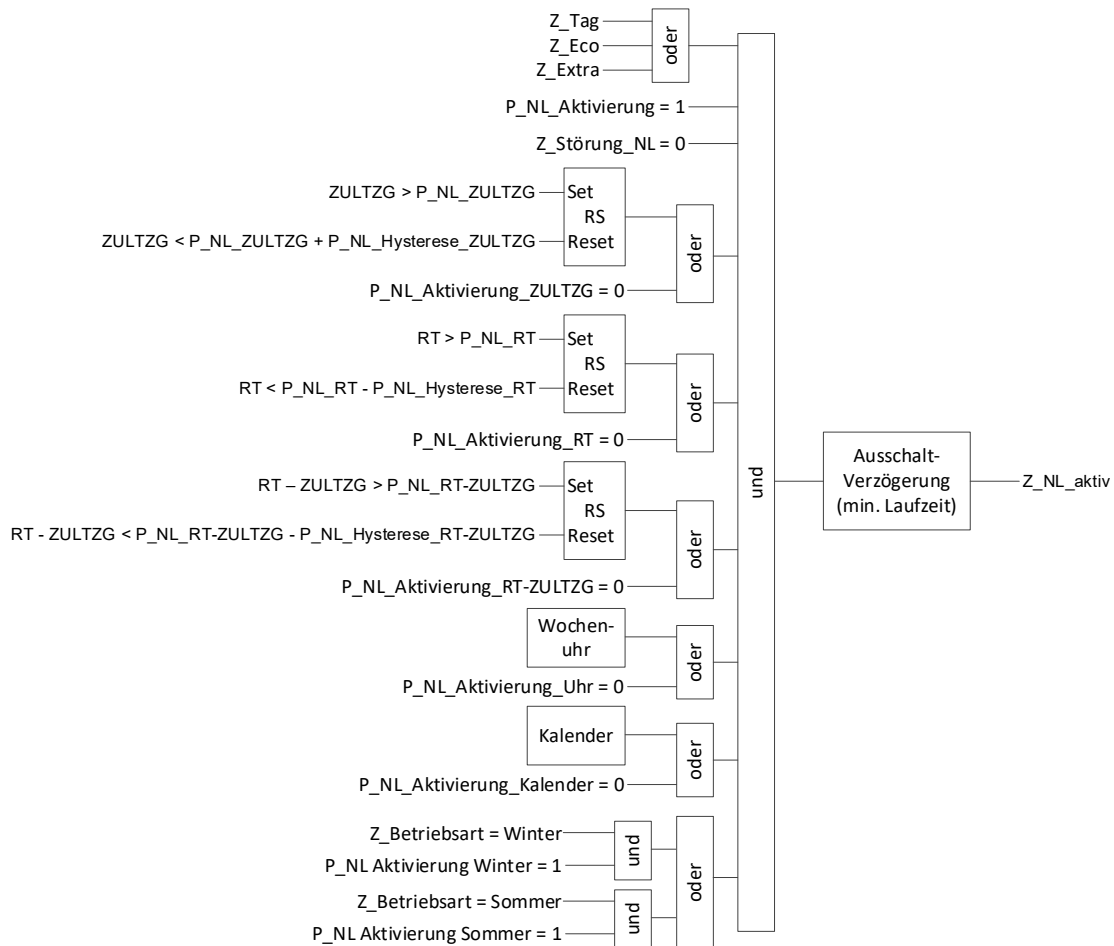 Z_Tag
Z_Eco
Z_Extra
oder
P_NL_Aktivierung = 1
Z_Störung_NL = 0
ZULTZG > P_NL_ZULTZG
Set
RS
ZULTZG < P_NL_ZULTZG + P_NL_Hysterese_ZULTZG
Reset
oder
P_NL_Aktivierung_ZULTZG = 0
RT > P_NL_RT
Set
RS
RT < P_NL_RT - P_NL_Hysterese_RT
Reset
oder
P_NL_Aktivierung_RT = 0
RT – ZULTZG > P_NL_RT-ZULTZG
Set
RS
RT - ZULTZG < P_NL_RT-ZULTZG - P_NL_Hysterese_RT-ZULTZG
Reset
oder
P_NL_Aktivierung_RT-ZULTZG = 0
Wochen-
uhr
oder
P_NL_Aktivierung_Uhr = 0
Kalender
oder
P_NL_Aktivierung_Kalender = 0
Z_Betriebsart = Winter
P_NL Aktivierung Winter = 1
und
Z_Betriebsart = Sommer
P_NL Aktivierung Sommer = 1
und
oder
und
Ausschalt-
Verzögerung
(min. Laufzeit)
Z_NL_aktiv